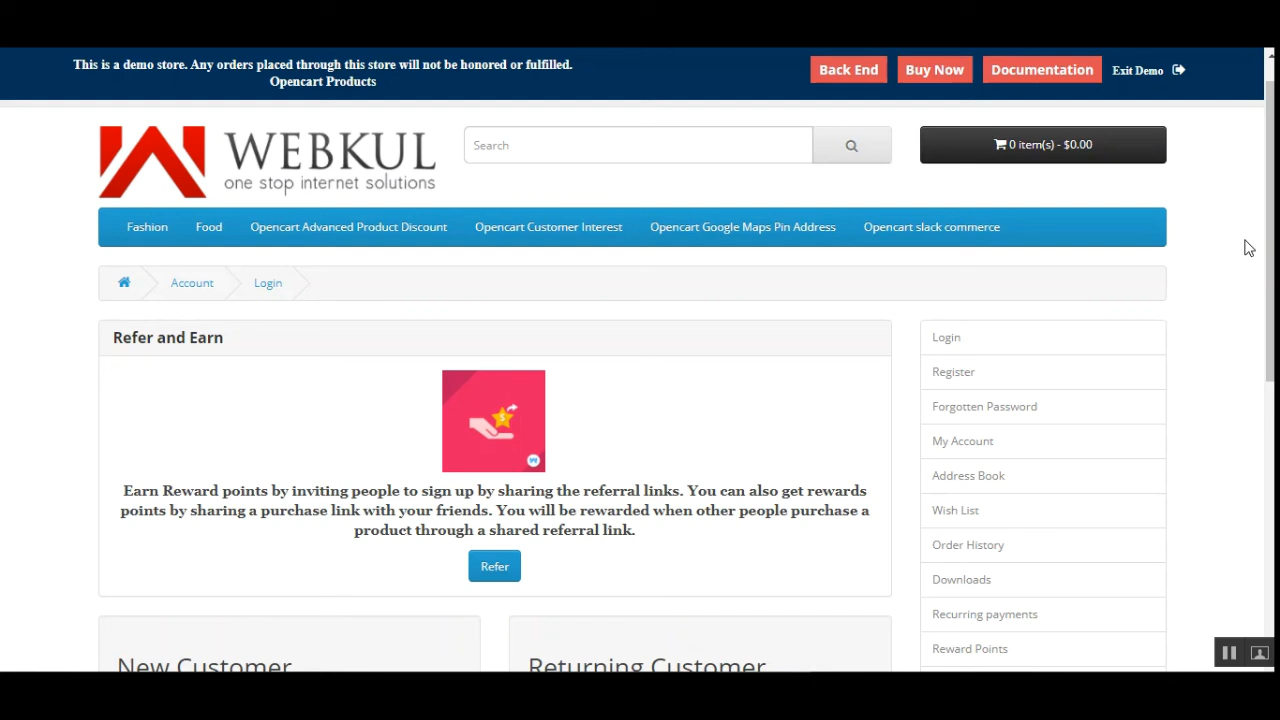 This is a demo store. Any orders placed through this store will not be honored or fulfilled.
Opencart Products
Back End
Buy Now
Documentation
Exit Demo
WEBKUL
one stop internet solutions
Search
0 item(s) - $0.00
Fashion
Food
Opencart Advanced Product Discount
Opencart Customer Interest
Opencart Google Maps Pin Address
Opencart slack commerce
Account
Login
Refer and Earn
Earn Reward points by inviting people to sign up by sharing the referral links. You can also get rewards
points by sharing a purchase link with your friends. You will be rewarded when other people purchase a
product through a shared referral link.
Refer
New Customer
Returning Customer
Login
Register
Forgotten Password
My Account
Address Book
Wish List
Order History
Downloads
Recurring payments
Reward Points